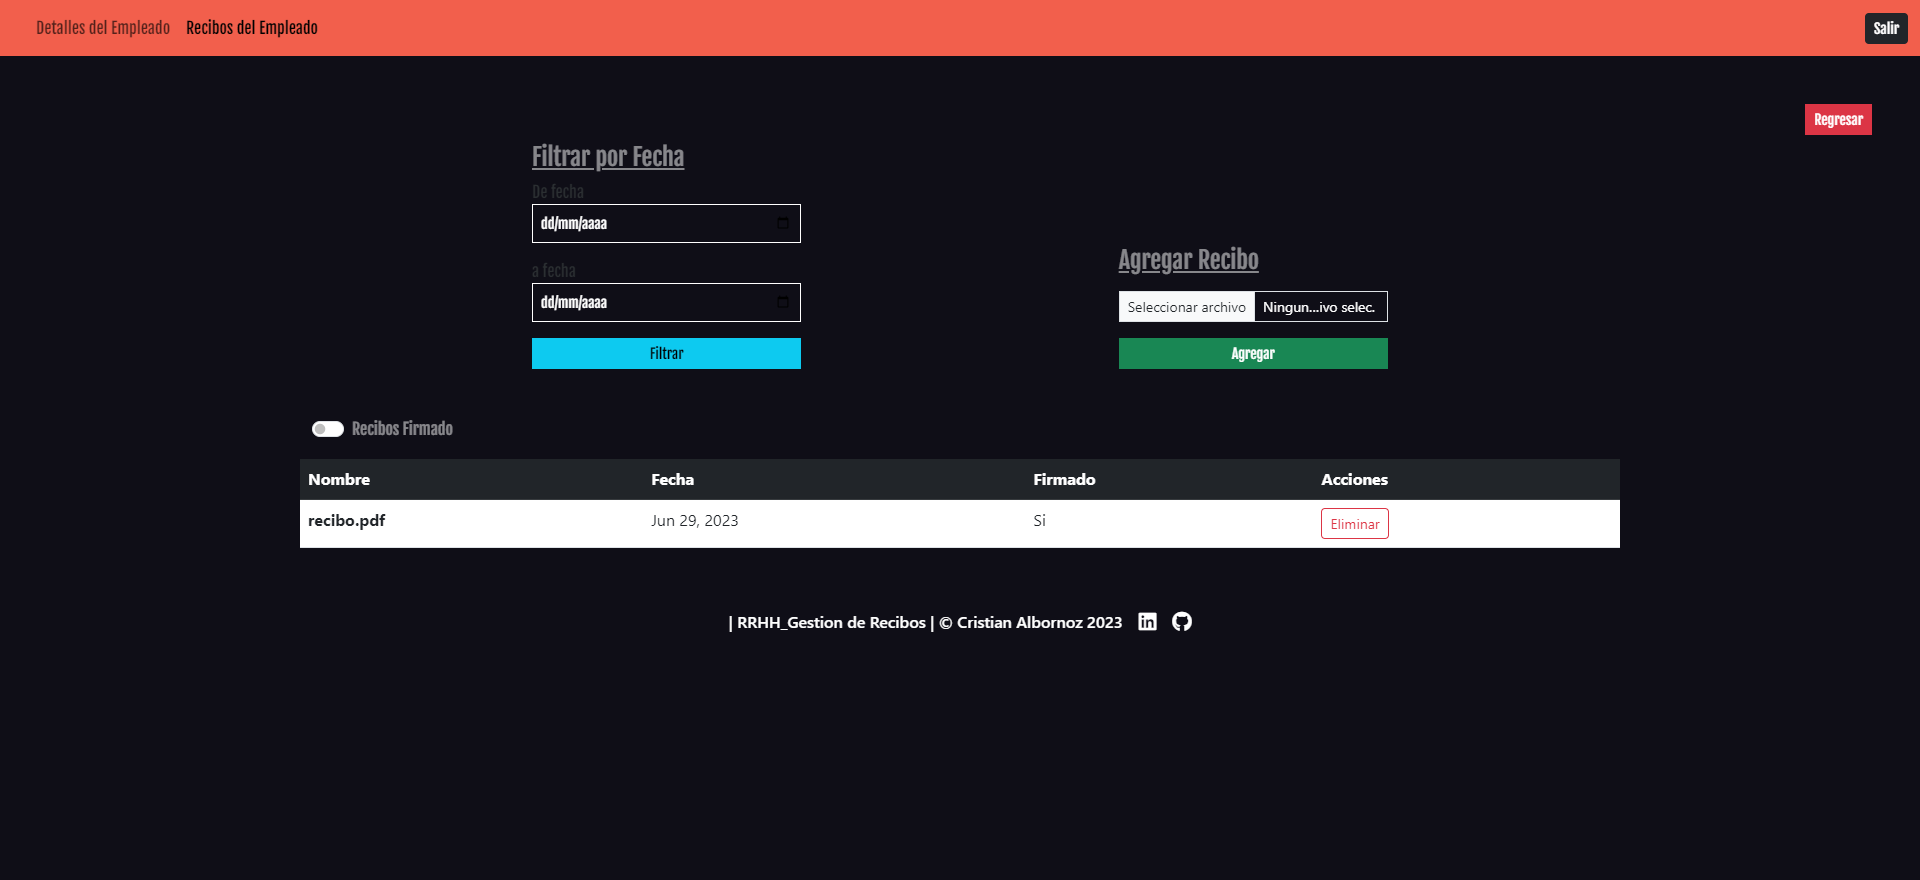 Detalles del Empleado Recibos del Empleado Salir
Regresar
Filtrar por Fecha
De fecha
dd/mm/aaaa
a fecha
dd/mm/aaaa
Filtrar
Agregar Recibo
Seleccionar archivo Ningun...ivo selec.
Agregar
Recibos Firmado
Nombre Fecha Firmado Acciones
recibo.pdf Jun 29, 2023 Si Eliminar
| RRHH_Gestion de Recibos | © Cristian Albornoz 2023